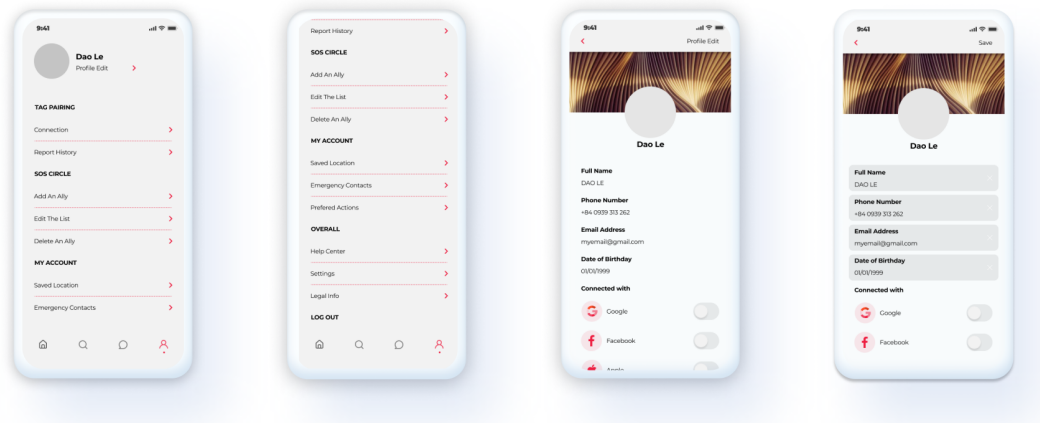 9:41
Dao Le
Profile Edit
TAG PAIRING
Connection
Report History
SOS CIRCLE
Add An Ally
Edit The List
Delete An Ally
MY ACCOUNT
Saved Location
Emergency Contacts
Report History
SOS CIRCLE
Add An Ally
Edit The List
Delete An Ally
MY ACCOUNT
Saved Location
Emergency Contacts
Prefered Actions
OVERALL
Help Center
Settings
Legal Info
LOG OUT
9:41
Profile Edit
Dao Le
Full Name
DAO LE
Phone Number
+84 0939 313 262
Email Address
myemail@gmail.com
Date of Birthday
01/01/1999
Connected with
Google
Facebook
Apple
9:41
Save
Dao Le
Full Name
DAO LE
Phone Number
+84 0939 313 262
Email Address
myemail@gmail.com
Date of Birthday
01/01/1999
Connected with
Google
Facebook